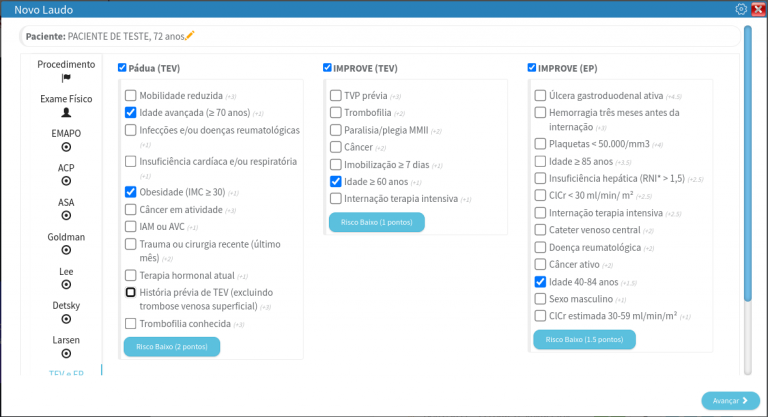 Novo Laudo
Paciente: PACIENTE DE TESTE, 72 anos.
Procedimento
Exame Físico
EMAPO
ACP
ASA
Goldman
Lee
Detsky
Larsen
TEV e EP
Pádua (TEV)
Mobilidade reduzida (+3)
Idade avançada (≥ 70 anos) (+1)
Infecções e/ou doenças reumatológicas
(+1)
Insuficiência cardíaca e/ou respiratória
(+1)
Obesidade (IMC ≥ 30) (+1)
Câncer em atividade (+3)
IAM ou AVC (+1)
Trauma ou cirurgia recente (último
mês) (+2)
Terapia hormonal atual (+1)
História prévia de TEV (excluindo
trombose venosa superficial) (+3)
Trombofilia conhecida (+3)
Risco Baixo (2 pontos)
IMPROVE (TEV)
TVP prévia (+3)
Trombofilia (+2)
Paralisia/plegia MMII (+2)
Câncer (+2)
Imobilização ≥ 7 dias (+1)
Idade ≥ 60 anos (+1)
Internação terapia intensiva (+1)
Risco Baixo (1 pontos)
IMPROVE (EP)
Úlcera gastroduodenal ativa (+4.5)
Hemorragia três meses antes da
internação (+3)
Plaquetas < 50.000/mm3 (+4)
Idade ≥ 85 anos (+3.5)
Insuficiência hepática (RNI* > 1,5) (+2.5)
ClCr < 30 ml/min/ m² (+2.5)
Internação terapia intensiva (+2.5)
Cateter venoso central (+2)
Doença reumatológica (+2)
Câncer ativo (+2)
Idade 40-84 anos (+1.5)
Sexo masculino (+1)
ClCr estimada 30-59 ml/min/m² (+1)
Risco Baixo (1.5 pontos)
Avançar